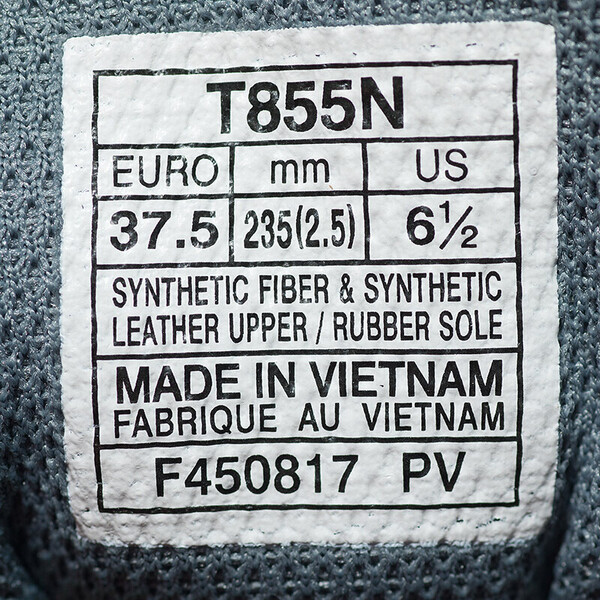 T855N
EURO mm US
37.5 235(2.5) 6½
SYNTHETIC FIBER & SYNTHETIC
LEATHER UPPER / RUBBER SOLE
MADE IN VIETNAM
FABRIQUE AU VIETNAM
F450817 PV